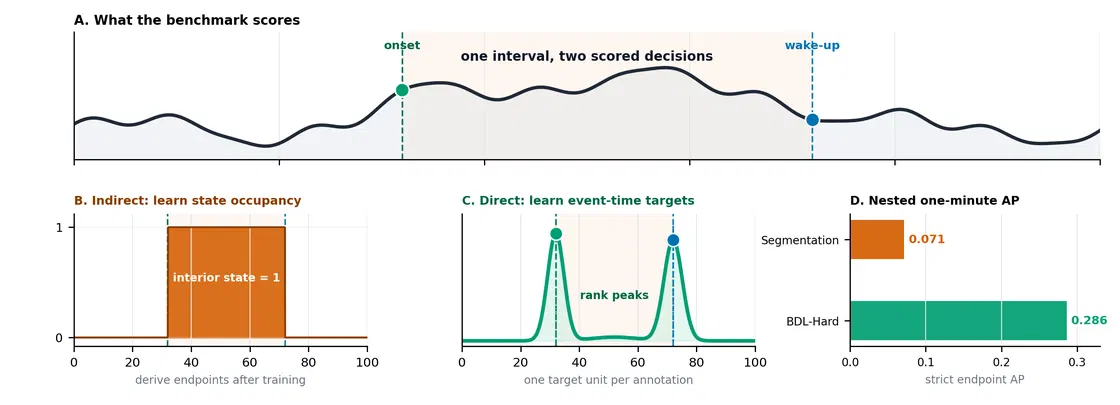 A. What the benchmark scores
onset
wake-up
one interval, two scored decisions
B. Indirect: learn state occupancy
1
0
interior state = 1
0 20 40 60 80 100
derive endpoints after training
C. Direct: learn event-time targets
rank peaks
0 20 40 60 80 100
one target unit per annotation
D. Nested one-minute AP
Segmentation
0.071
BDL-Hard
0.286
0.0 0.1 0.2 0.3
strict endpoint AP